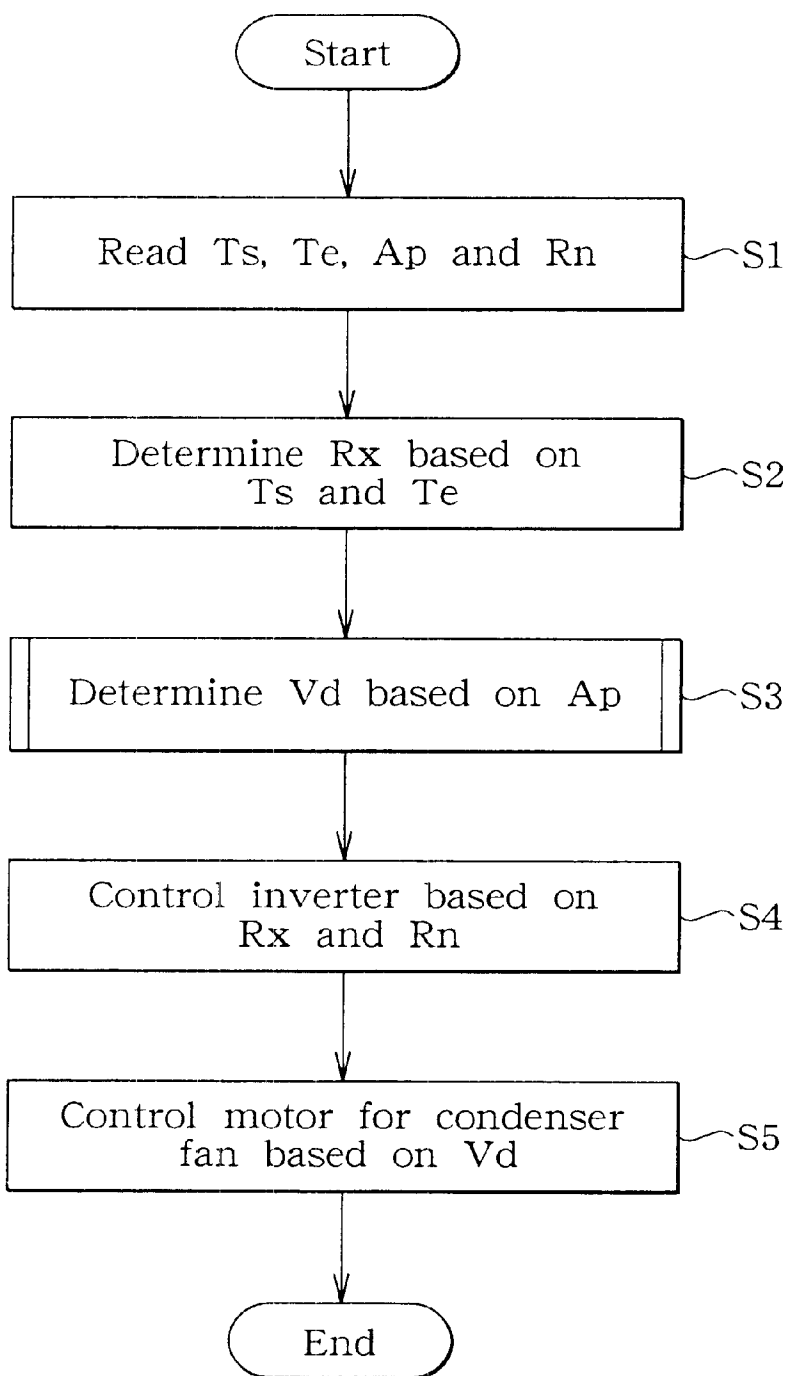 Start
Read Ts, Te, Ap and Rn
S1
Determine Rx based on
Ts and Te
S2
Determine Vd based on Ap
S3
Control inverter based on
Rx and Rn
S4
Control motor for condenser
fan based on Vd
S5
End